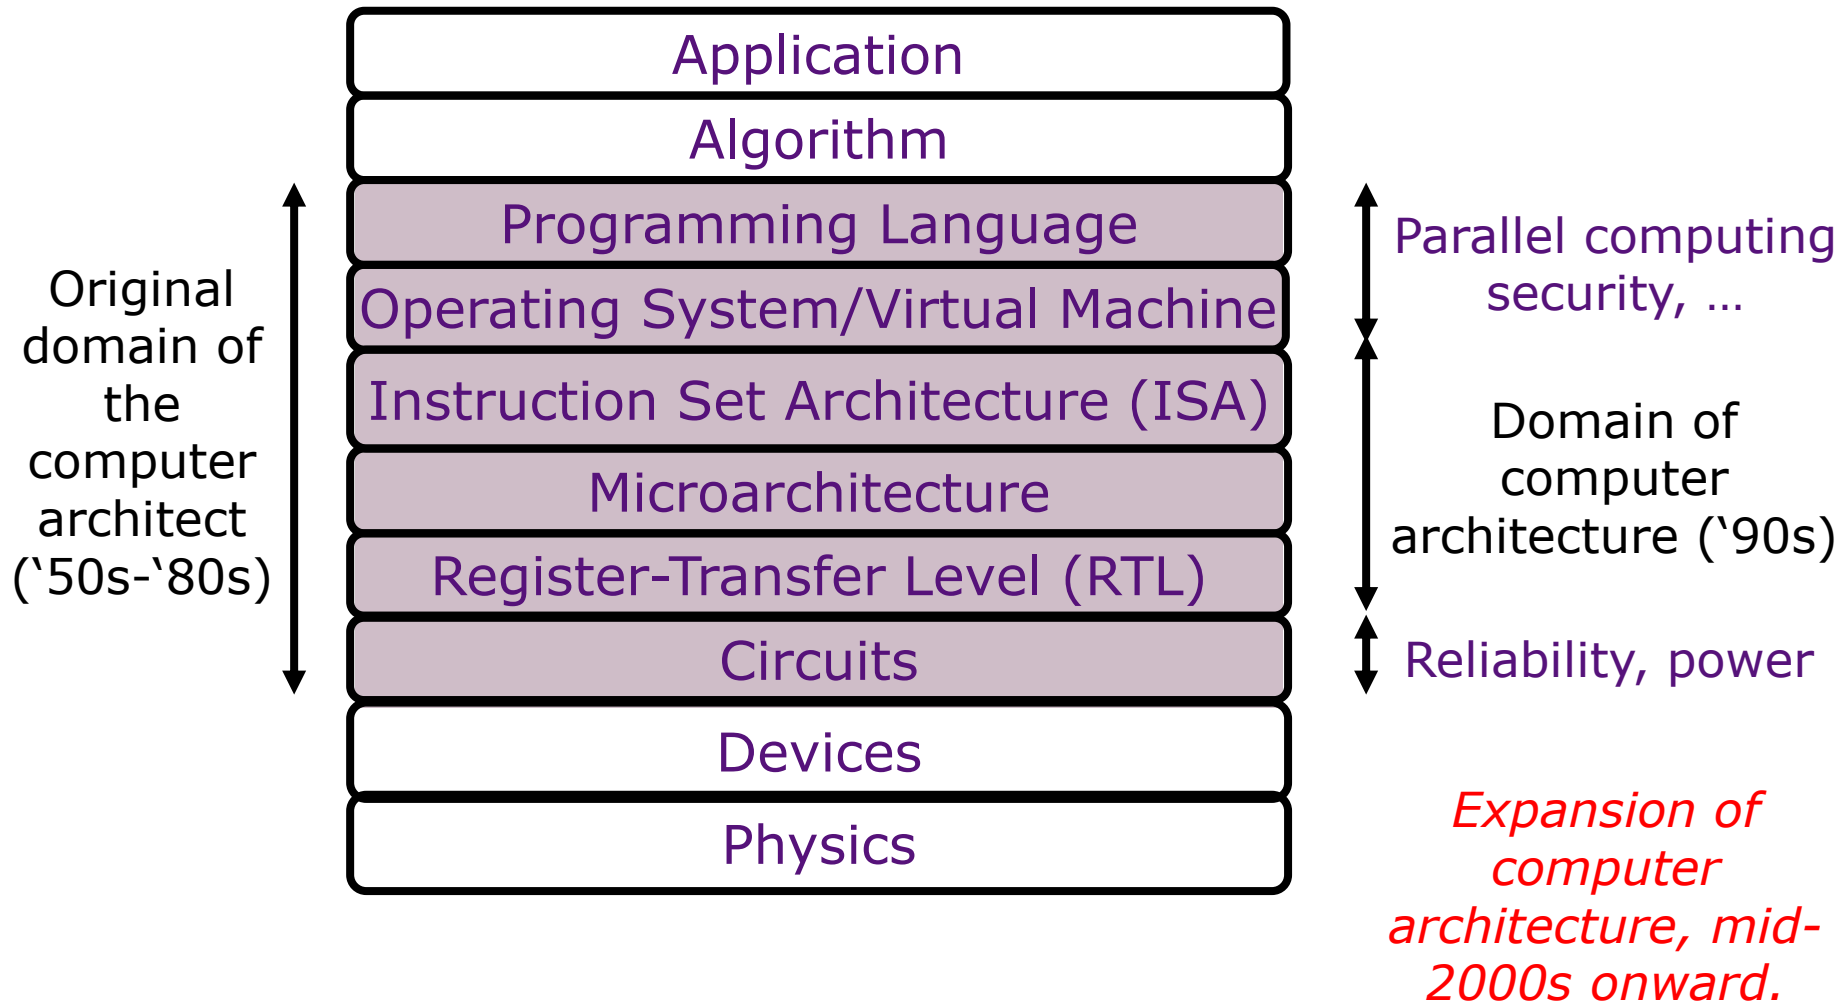 Application
Algorithm
Programming Language
Operating System/Virtual Machine
Instruction Set Architecture (ISA)
Microarchitecture
Register-Transfer Level (RTL)
Circuits
Devices
Physics
Original
domain of
the
computer
architect
(‘50s-‘80s)
Parallel computing
security, …
Domain of
computer
architecture (‘90s)
Reliability, power
Expansion of
computer
architecture, mid-
2000s onward.